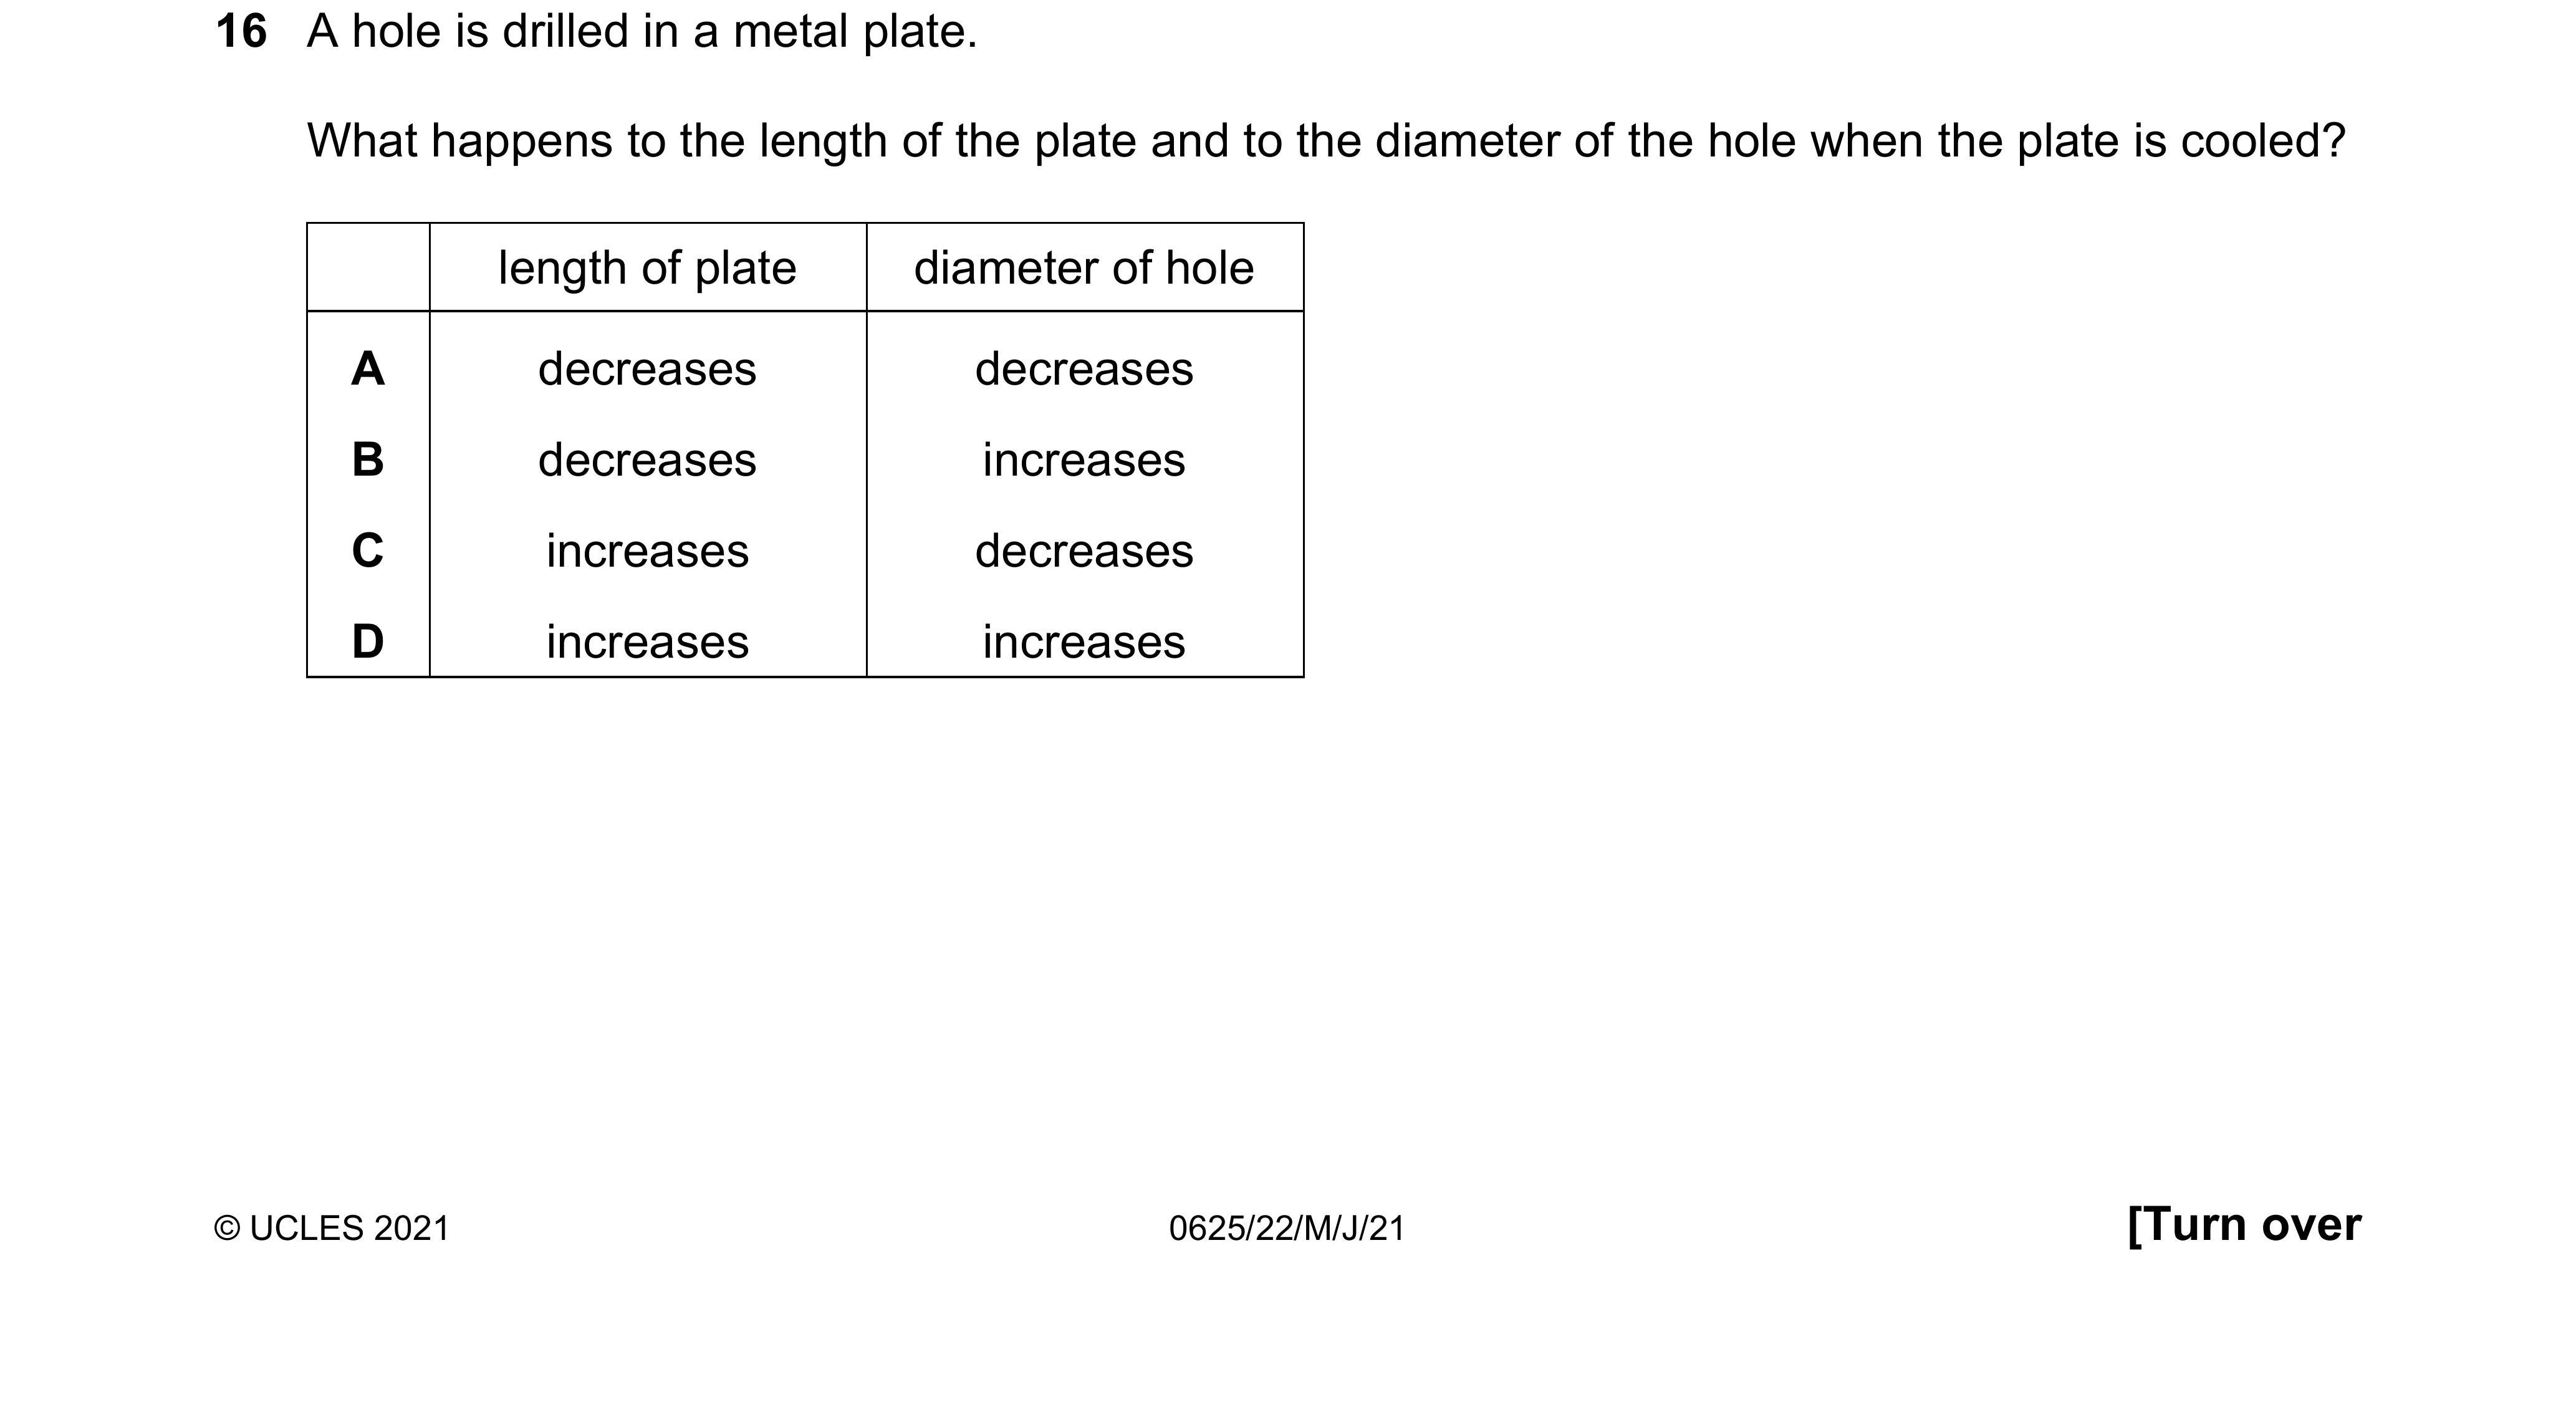 16 A hole is drilled in a metal plate.
What happens to the length of the plate and to the diameter of the hole when the plate is cooled?
length of plate diameter of hole
A decreases decreases
B decreases increases
C increases decreases
D increases increases
© UCLES 2021 0625/22/M/J/21 [Turn over